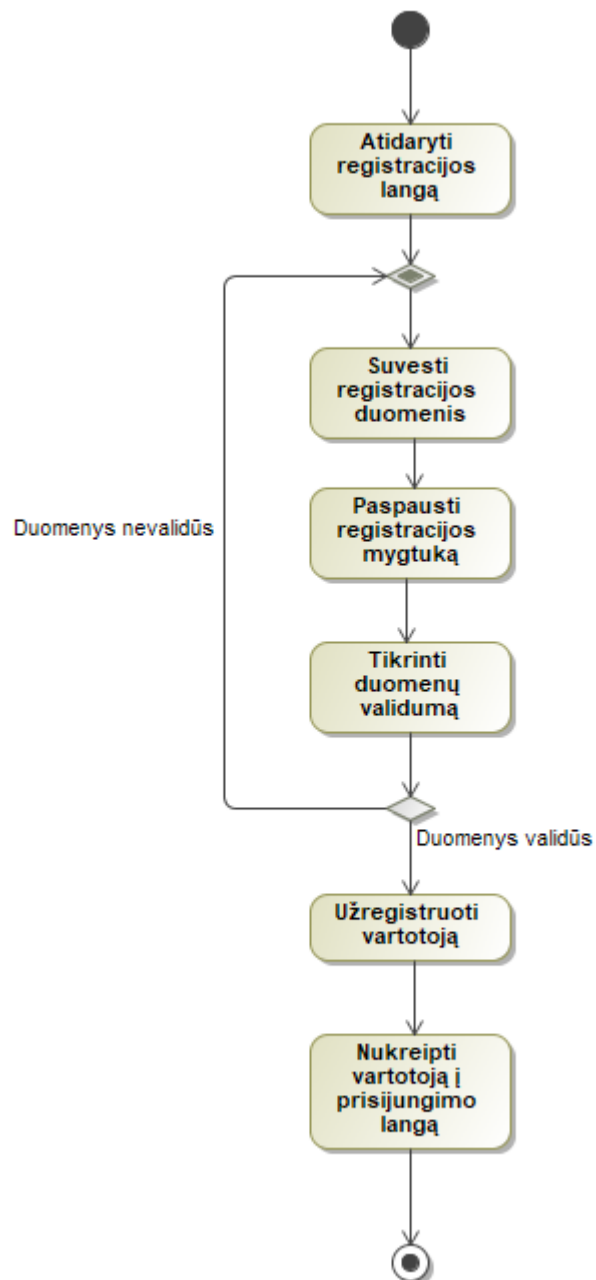 Atidaryti
registracijos
langą
Suvesti
registracijos
duomenis
Duomenys nevalidūs
Paspausti
registracijos
mygtuką
Tikrinti
duomenų
validumą
Duomenys validūs
Užregistruoti
vartotoją
Nukreipti
vartotoją į
prisijungimo
langą